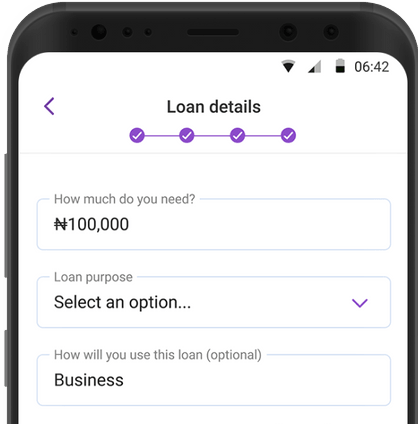 06:42
Loan details
How much do you need?
₦100,000
Loan purpose
Select an option...
How will you use this loan (optional)
Business